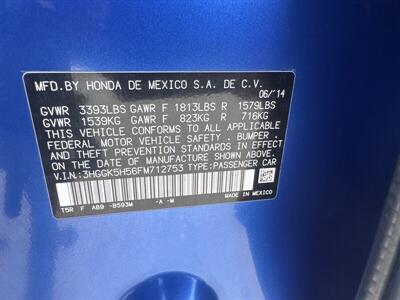 MFD.BY HONDA DE MEXICO S.A. DE C.V.
06/'14
GVWR 3393LBS GAWR F 1813LBS R 1579LBS
GVWR 1539KG GAWR F 823KG R 716KG
THIS VEHICLE CONFORMS TO ALL APPLICABLE
FEDERAL MOTOR VEHICLE SAFETY , BUMPER ,
AND THEFT PREVENTION STANDARDS IN EFFECT
ON THE DATE OF MANUFACTURE SHOWN ABOVE.
V.I.N.:3HGGK5H56FM712753 TYPE:PASSENGER CAR
T5R F AB9 -B593M -A -M
MADE IN MEXICO